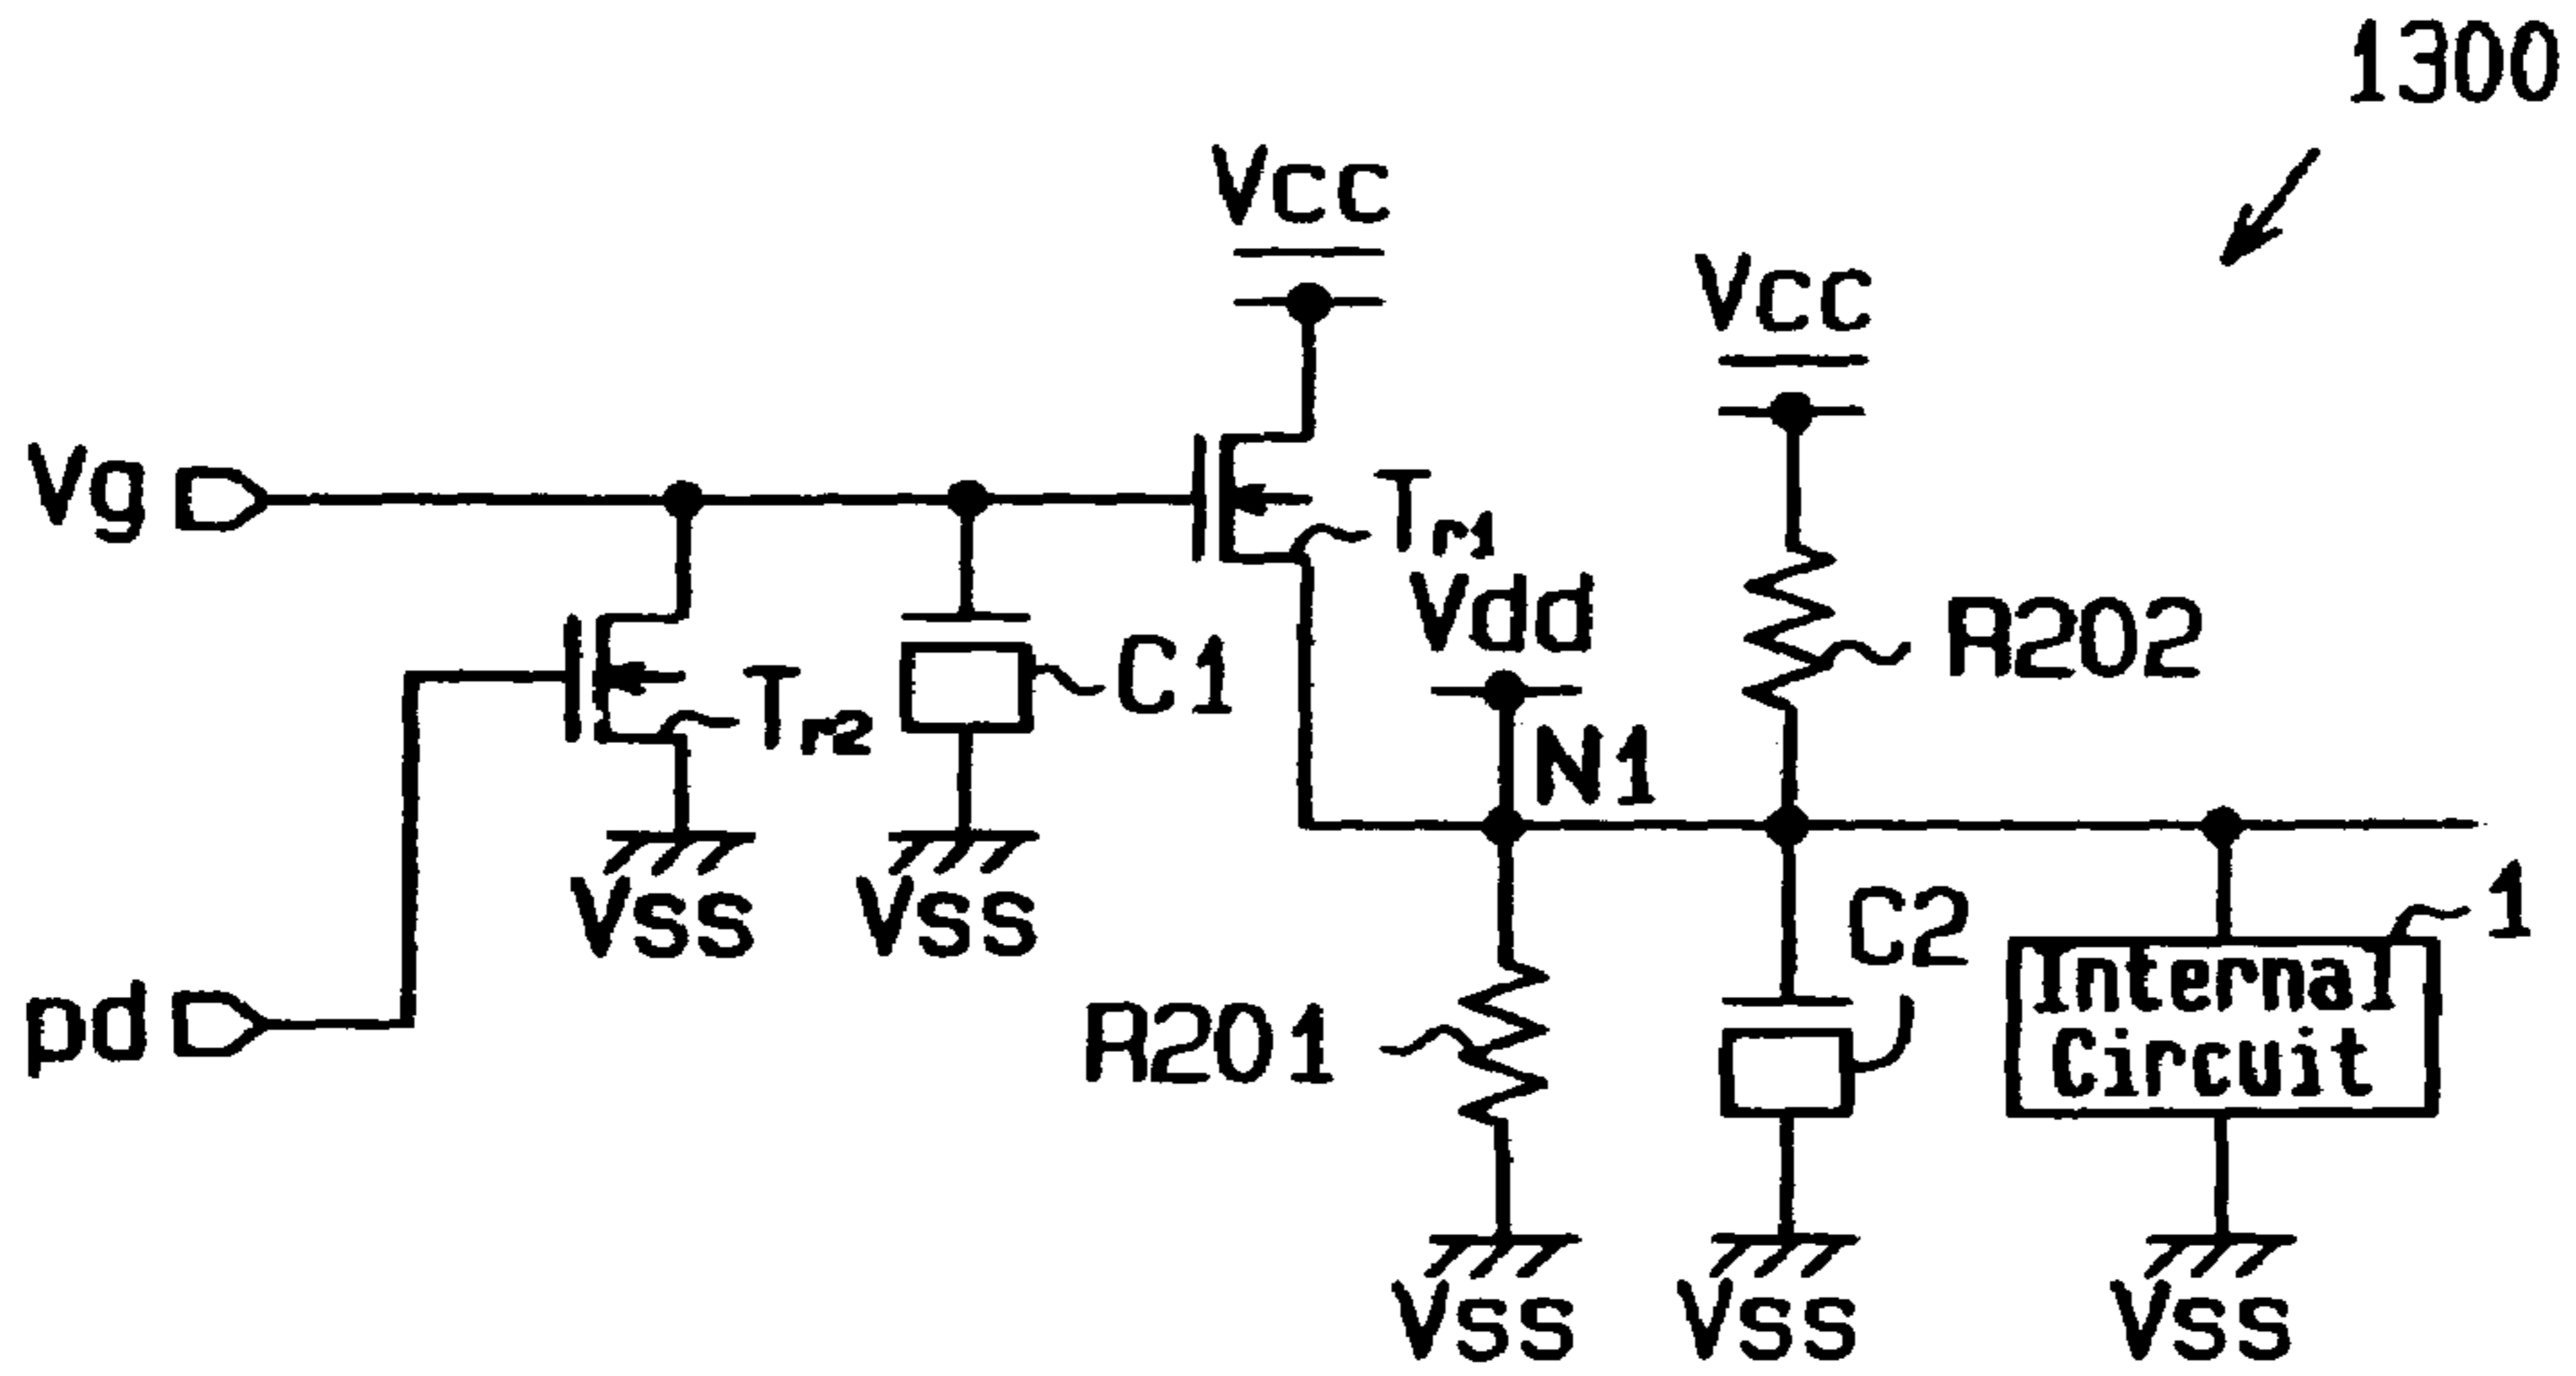 1300
Vcc
Vcc
Vg
Tr1
Vdd
R202
C1
Tr2
N1
Vss
Vss
C2
1
pd
R201
Internal
Circuit
Vss
Vss
Vss